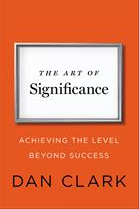 THE ART OF
Significance
ACHIEVING THE LEVEL
BEYOND SUCCESS
DAN CLARK